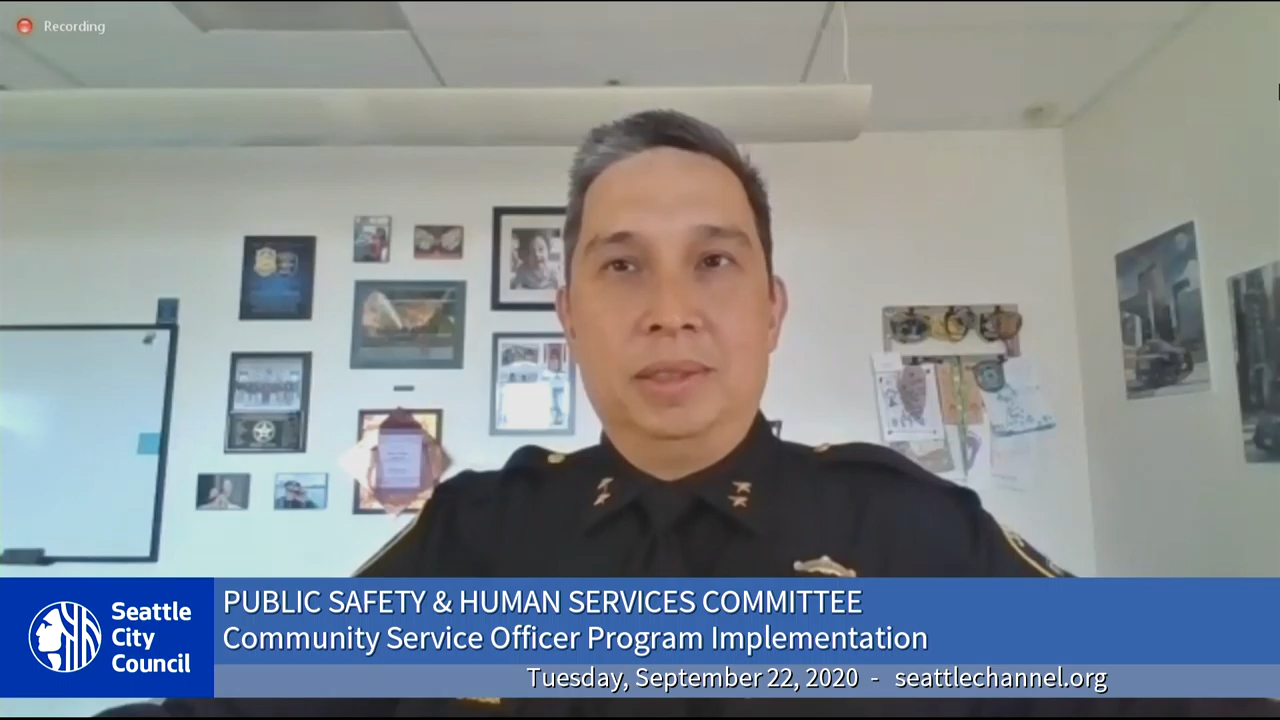 Recording
PUBLIC SAFETY & HUMAN SERVICES COMMITTEE
Community Service Officer Program Implementation
Seattle
City
Council
Tuesday, September 22, 2020 - seattlechannel.org